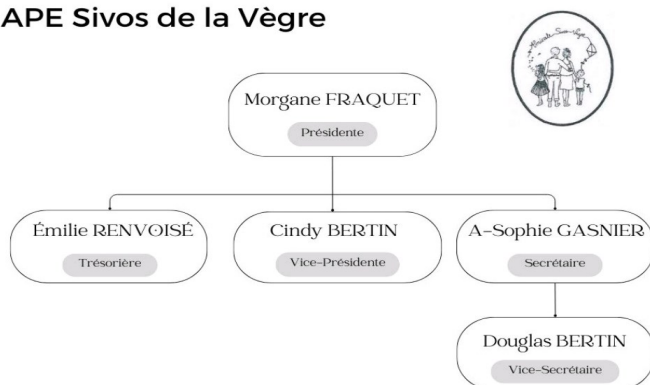 APE Sivos de la Vègre
Morgane FRAQUET
Présidente
Émilie RENVOISÉ
Trésorière
Cindy BERTIN
Vice-Présidente
A-Sophie GASNIER
Secrétaire
Douglas BERTIN
Vice-Secrétaire